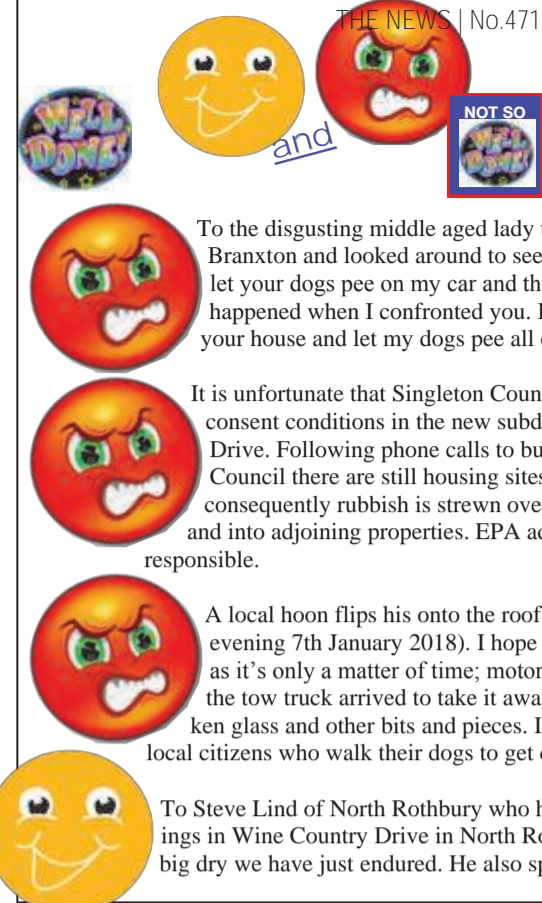 THE NEWS | No.471
WELL
DONE!
and
NOT SO
WELL
DONE!
To the disgusting middle aged lady
Branxton and looked around to see
let your dogs pee on my car and th
happened when I confronted you. I
your house and let my dogs pee all
It is unfortunate that Singleton Coun
consent conditions in the new subd
Drive. Following phone calls to bu
Council there are still housing sites
consequently rubbish is strewn ove
and into adjoining properties. EPA ad
responsible.
A local hoon flips his onto the roof
evening 7th January 2018). I hope
as it's only a matter of time; motor
the tow truck arrived to take it away
ken glass and other bits and pieces. I
local citizens who walk their dogs to get
To Steve Lind of North Rothbury who h
ings in Wine Country Drive in North Ro
big dry we have just endured. He also sp